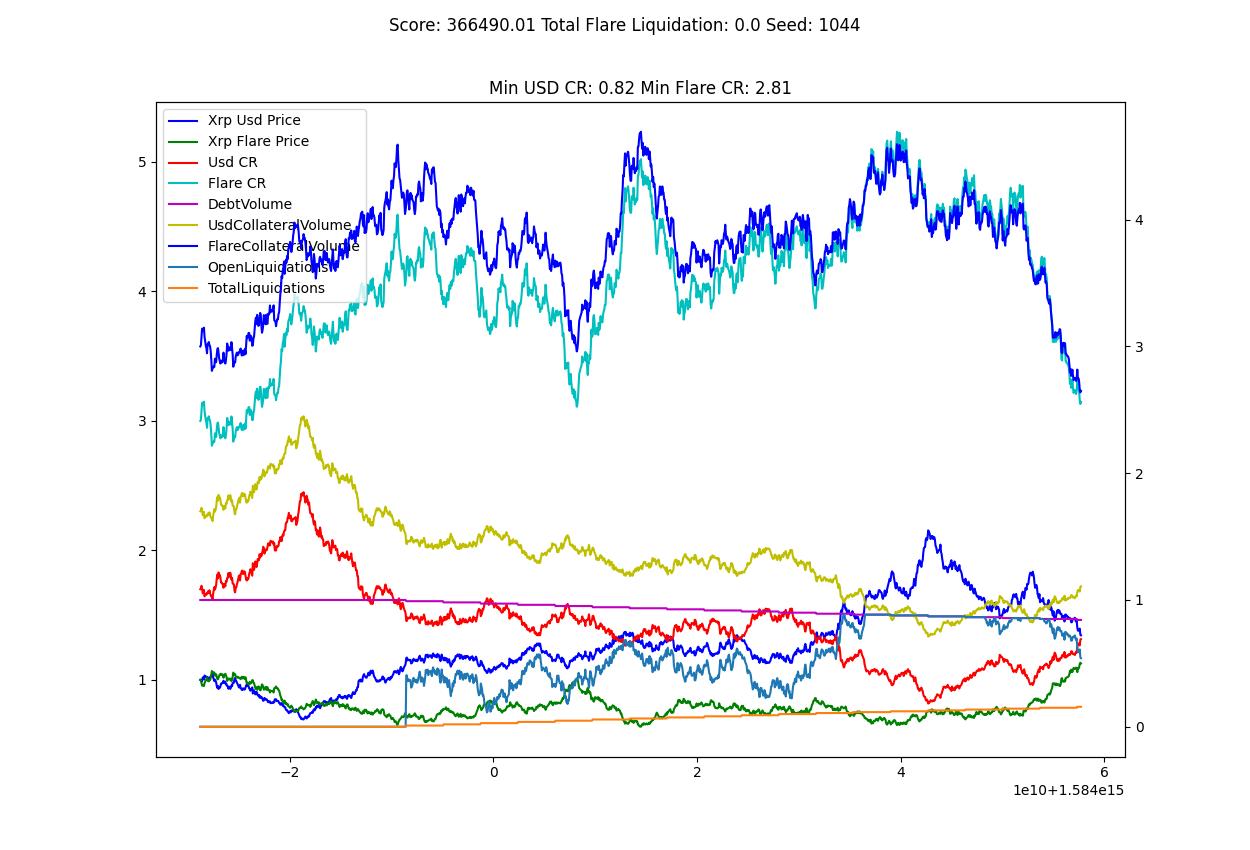 Score: 366490.01 Total Flare Liquidation: 0.0 Seed: 1044
Min USD CR: 0.82 Min Flare CR: 2.81
Xrp Usd Price
Xrp Flare Price
Usd CR
Flare CR
DebtVolume
UsdCollateralVolume
FlareCollateralVolume
OpenLiquidations
TotalLiquidations
5
4
3
2
1
4
3
2
1
0
−2
0
2
4
6
1e10+1.584e15